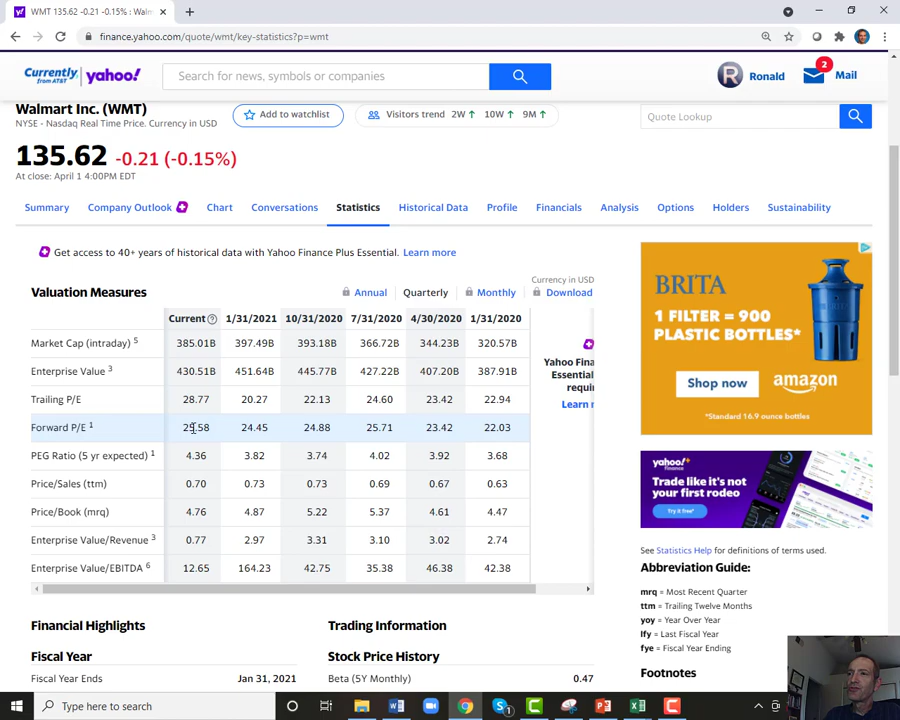 WMT 135.62 -0.21 -0.15% : Walm
finance.yahoo.com/quote/wmt/key-statistics?p=wmt
Currently yahoo!
from AT&T
Search for news, symbols or companies
R Ronald 2 Mail
Walmart Inc. (WMT)
NYSE - Nasdaq Real Time Price. Currency in USD
Add to watchlist
Visitors trend 2W↑ 10W↑ 9M↑
Quote Lookup
135.62 -0.21 (-0.15%)
At close: April 1 4:00PM EDT
Summary Company Outlook Chart Conversations Statistics Historical Data Profile Financials Analysis Options Holders Sustainability
Get access to 40+ years of historical data with Yahoo Finance Plus Essential. Learn more
Currency in USD
Valuation Measures Annual Quarterly Monthly Download
Current 1/31/2021 10/31/2020 7/31/2020 4/30/2020 1/31/2020
Market Cap (intraday) 5 385.01B 397.49B 393.18B 366.72B 344.23B 320.57B
Enterprise Value 3 430.51B 451.64B 445.77B 427.22B 407.20B 387.91B
Trailing P/E 28.77 20.27 22.13 24.60 23.42 22.94
Forward P/E 1 24.45 24.88 25.71 23.42 22.03
PEG Ratio (5 yr expected) 1 4.36 3.82 3.74 4.02 3.92 3.68
Price/Sales (ttm) 0.70 0.73 0.73 0.69 0.67 0.63
Price/Book (mrq) 4.76 4.87 5.22 5.37 4.61 4.47
Enterprise Value/Revenue 3 0.77 2.97 3.31 3.10 3.02 2.74
Enterprise Value/EBITDA 6 12.65 164.23 42.75 35.38 46.38 42.38
Yahoo Fina
Essential
requir
Learn
BRITA
1 FILTER = 900
PLASTIC BOTTLES*
Shop now
amazon
*Standard 16.9 ounce bottles
yahoo!
finance
Trade like it's not
your first rodeo
Try it free*
See Statistics Help for definitions of terms used.
Abbreviation Guide:
mrq = Most Recent Quarter
ttm = Trailing Twelve Months
yoy = Year Over Year
lfy = Last Fiscal Year
fye = Fiscal Year Ending
Footnotes
Financial Highlights
Fiscal Year
Fiscal Year Ends Jan 31, 2021
Trading Information
Stock Price History
Beta (5Y Monthly) 0.47
Type here to search